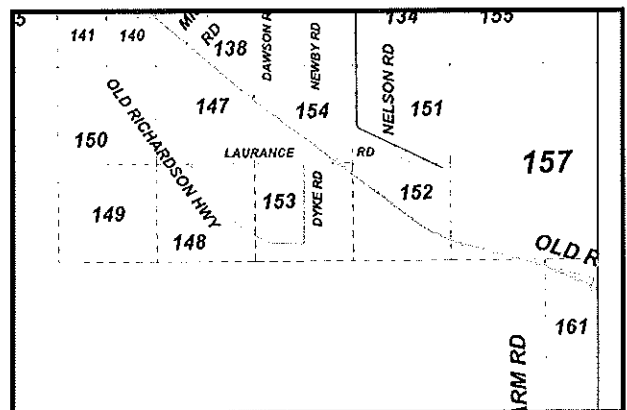 5
141
140
MI
RD
138
DAWSON R
NEWBY RD
NELSON RD
134
155
151
147
154
OLD RICHARDSON HWY
150
LAURANCE RD
157
149
153
DYKE RD
152
148
OLD R
161
ARM RD